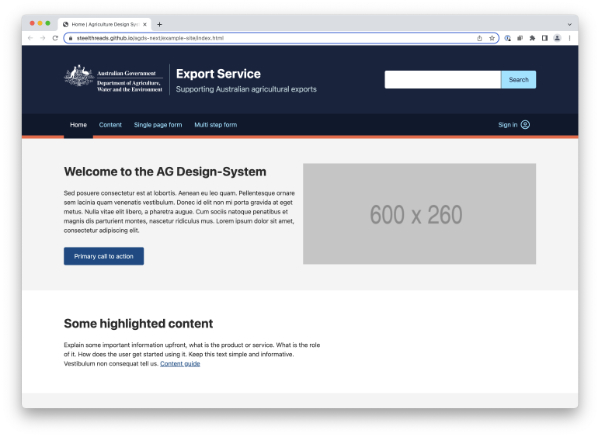 Home | Agriculture Design Sys
steelthreads.github.io/agds-next/example-site/index.html
Australian Government
Department of Agriculture,
Water and the Environment
Export Service
Supporting Australian agricultural exports
Search
Home
Content
Single page form
Multi step form
Sign in
Welcome to the AG Design-System
Sed posuere consectetur est at lobortis. Aenean eu leo quam. Pellentesque ornare
sem lacinia quam venenatis vestibulum. Donec id elit non mi porta gravida at eget
metus. Nulla vitae elit libero, a pharetra augue. Cum sociis natoque penatibus et
magnis dis parturient montes, nascetur ridiculus mus. Lorem ipsum dolor sit amet,
consectetur adipiscing elit.
600 x 260
Primary call to action
Some highlighted content
Explain some important information upfront, what is the product or service. What is the role
of it. How does the user get started using it. Keep this text simple and informative.
Vestibulum non consequat tell us. Content guide